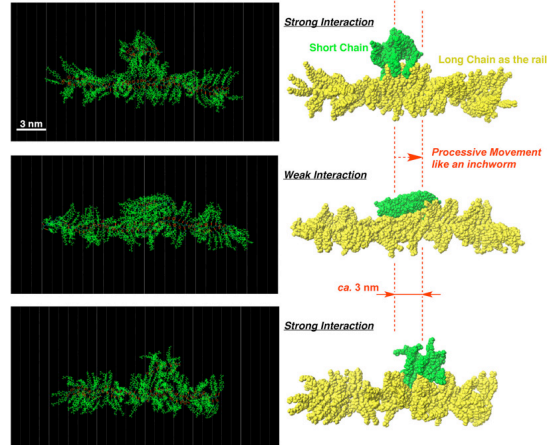 Strong Interaction
Short Chain
Long Chain as the rail
3 nm
Processive Movement
like an inchworm
Weak Interaction
ca. 3 nm
Strong Interaction